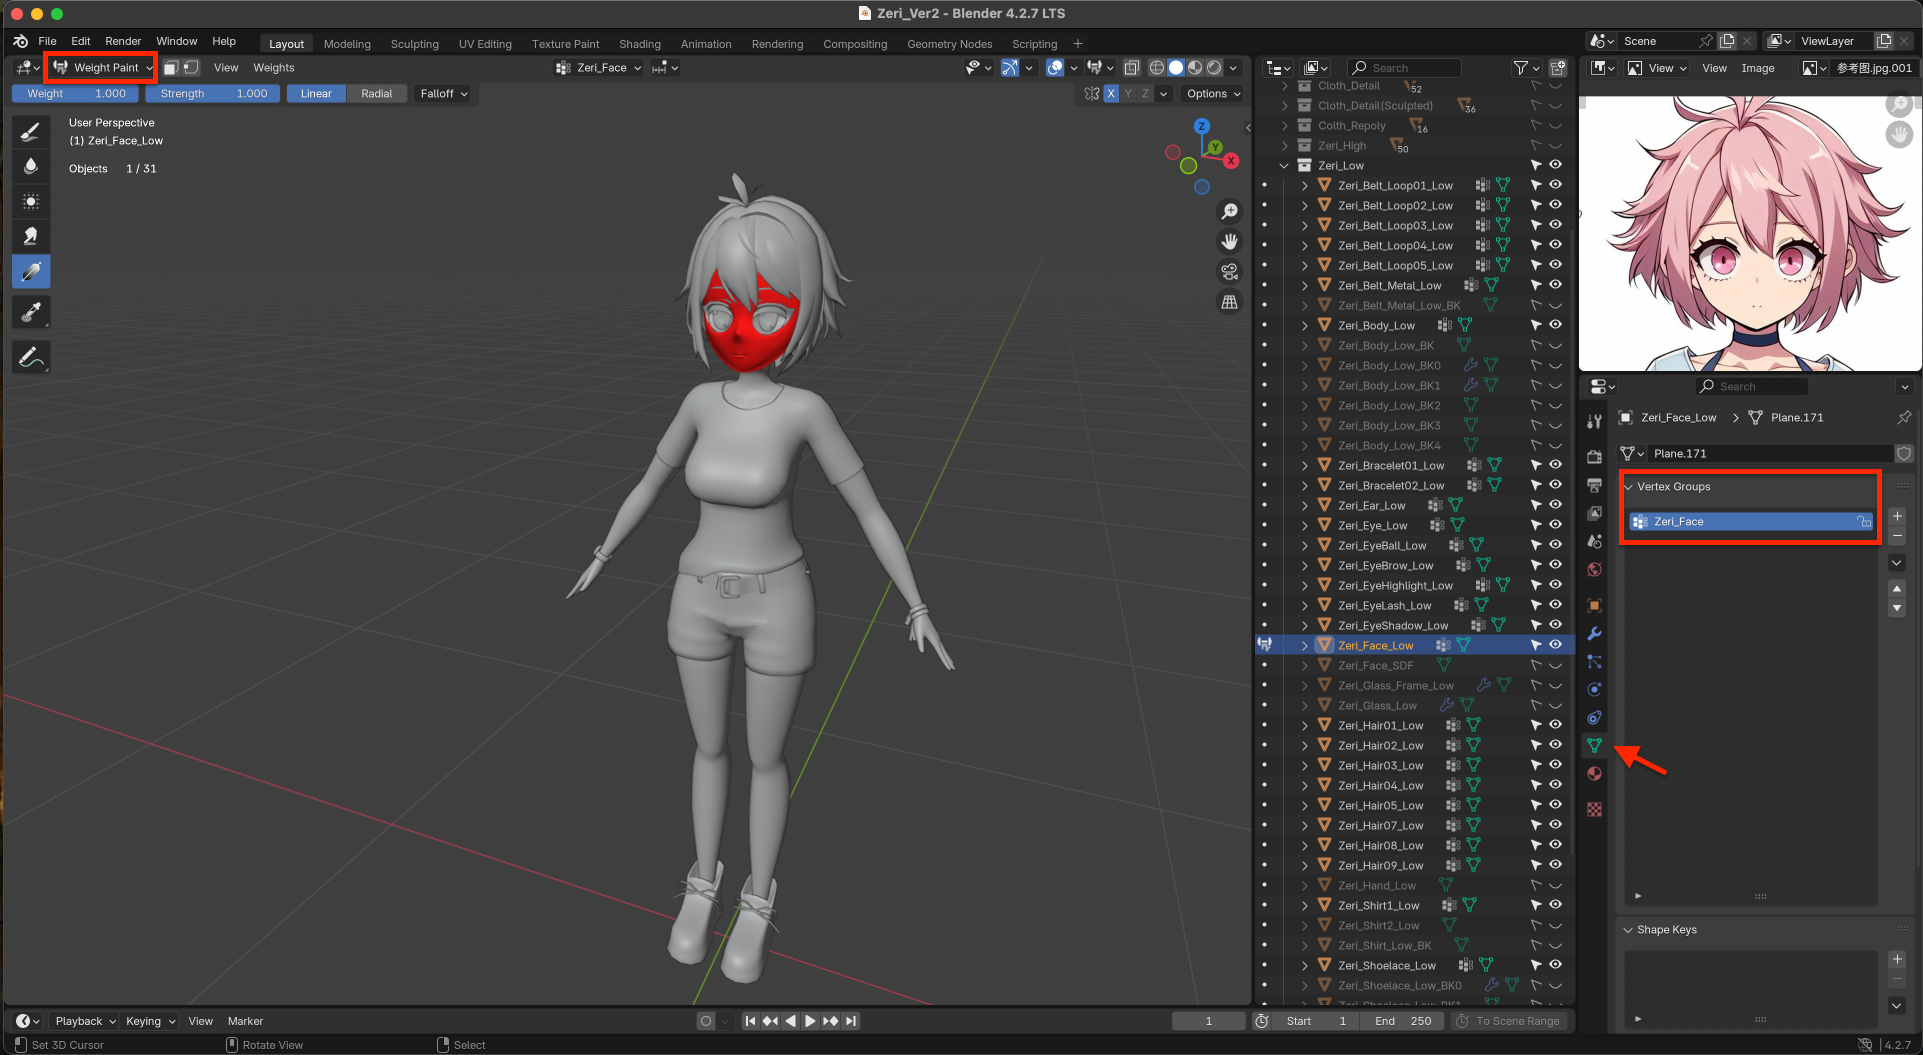 Zeri_Ver2 - Blender 4.2.7 LTS
File Edit Render Window Help Layout Modeling Sculpting UV Editing Texture Paint Shading Animation Rendering Compositing Geometry Nodes Scripting + Scene ViewLayer
Weight Paint View Weights Zeri_Face Search View View Image 参考图.jpg.001
Weight 1.000 Strength 1.000 Linear Radial Falloff X Y Z Options
User Perspective
(1) Zeri_Face_Low
Objects 1 / 31
Z
Y
X
Cloth_Detail 52
Cloth_Detail(Sculpted) 36
Colth_Repoly 16
Zeri_High 50
Zeri_Low
Zeri_Belt_Loop01_Low
Zeri_Belt_Loop02_Low
Zeri_Belt_Loop03_Low
Zeri_Belt_Loop04_Low
Zeri_Belt_Loop05_Low
Zeri_Belt_Metal_Low
Zeri_Belt_Metal_Low_BK
Zeri_Body_Low
Zeri_Body_Low_BK
Zeri_Body_Low_BK0
Zeri_Body_Low_BK1
Zeri_Body_Low_BK2
Zeri_Body_Low_BK3
Zeri_Body_Low_BK4
Zeri_Bracelet01_Low
Zeri_Bracelet02_Low
Zeri_Ear_Low
Zeri_Eye_Low
Zeri_EyeBall_Low
Zeri_EyeBrow_Low
Zeri_EyeHighlight_Low
Zeri_EyeLash_Low
Zeri_EyeShadow_Low
Zeri_Face_Low
Zeri_Face_SDF
Zeri_Glass_Frame_Low
Zeri_Glass_Low
Zeri_Hair01_Low
Zeri_Hair02_Low
Zeri_Hair03_Low
Zeri_Hair04_Low
Zeri_Hair05_Low
Zeri_Hair07_Low
Zeri_Hair08_Low
Zeri_Hair09_Low
Zeri_Hand_Low
Zeri_Shirt1_Low
Zeri_Shirt2_Low
Zeri_Shirt_Low_BK
Zeri_Shoelace_Low
Zeri_Shoelace_Low_BK0
Zeri_Shoelace_Low_BK1
Search
Zeri_Face_Low > Plane.171
Plane.171
Vertex Groups
Zeri_Face
Shape Keys
Playback Keying View Marker 1 Start 1 End 250 To Scene Range
Set 3D Cursor Rotate View Select 4.2.7